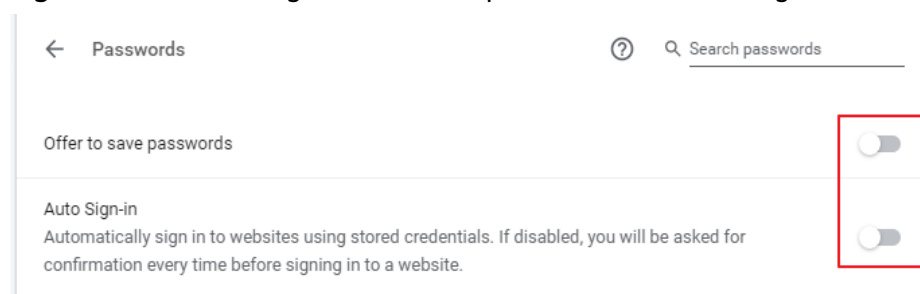 Passwords
Search passwords
Offer to save passwords
Auto Sign-in
Automatically sign in to websites using stored credentials. If disabled, you will be asked for
confirmation every time before signing in to a website.